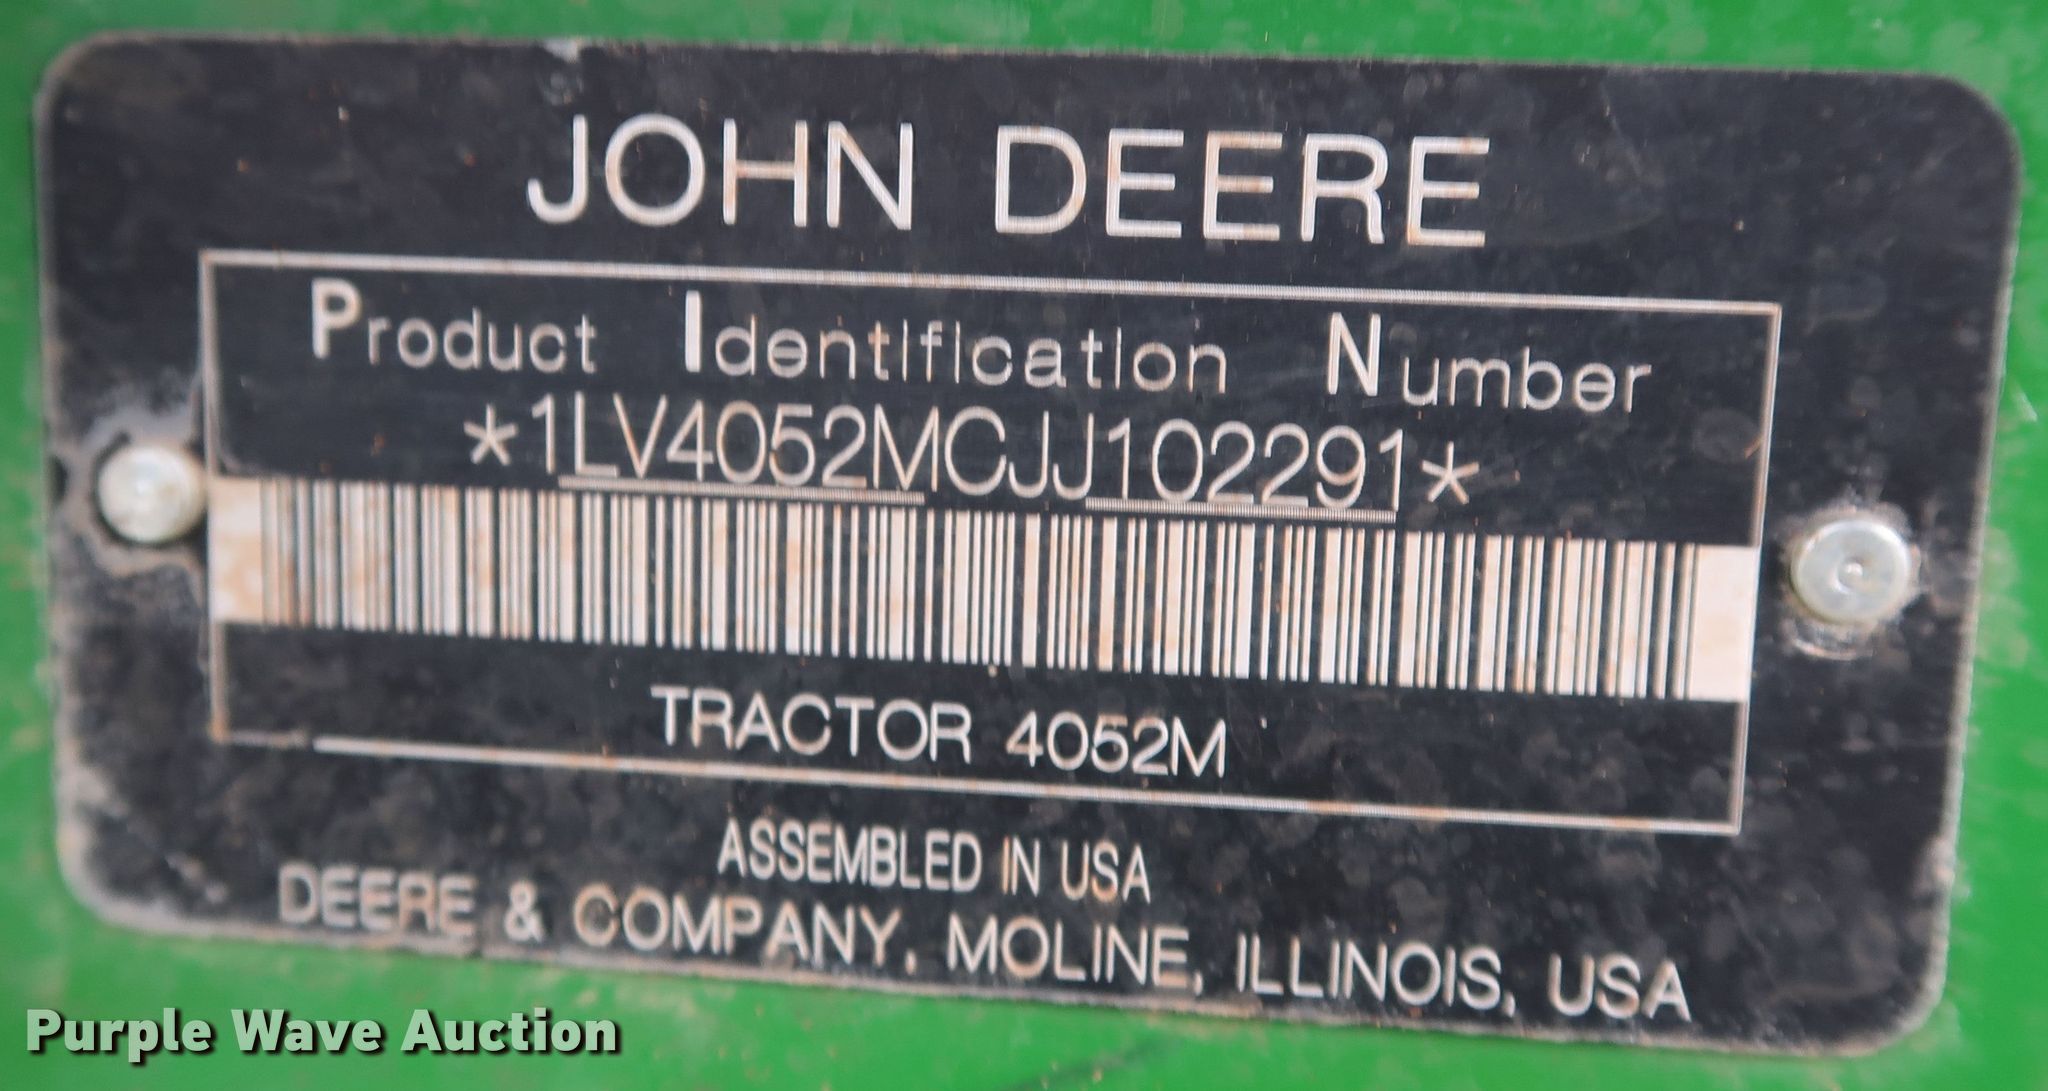 JOHN DEERE
Product Identification Number
*1LV4052MCJJ102291*
TRACTOR 4052M
ASSEMBLED IN USA
DEERE & COMPANY, MOLINE, ILLINOIS, USA
Purple Wave Auction